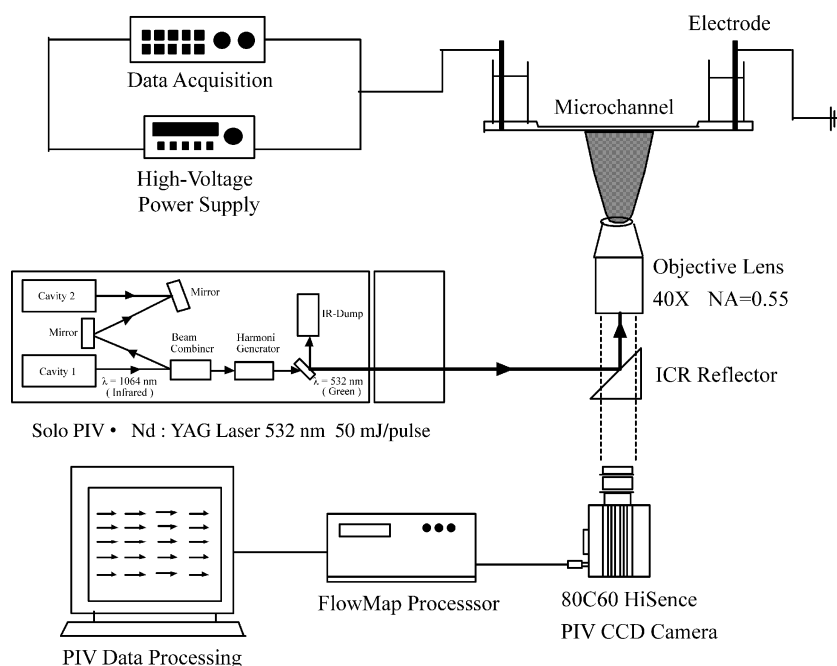 Electrode
Data Acquisition
Microchannel
High-Voltage
Power Supply
Objective Lens
40X NA=0.55
Cavity 2
Mirror
IR-Dump
Mirror
Beam
Combiner
Harmoni
Generator
Cavity 1
λ = 1064 nm
( Infrared )
λ = 532 nm
( Green )
ICR Reflector
Solo PIV • Nd : YAG Laser 532 nm 50 mJ/pulse
FlowMap Processsor
80C60 HiSence
PIV CCD Camera
PIV Data Processing